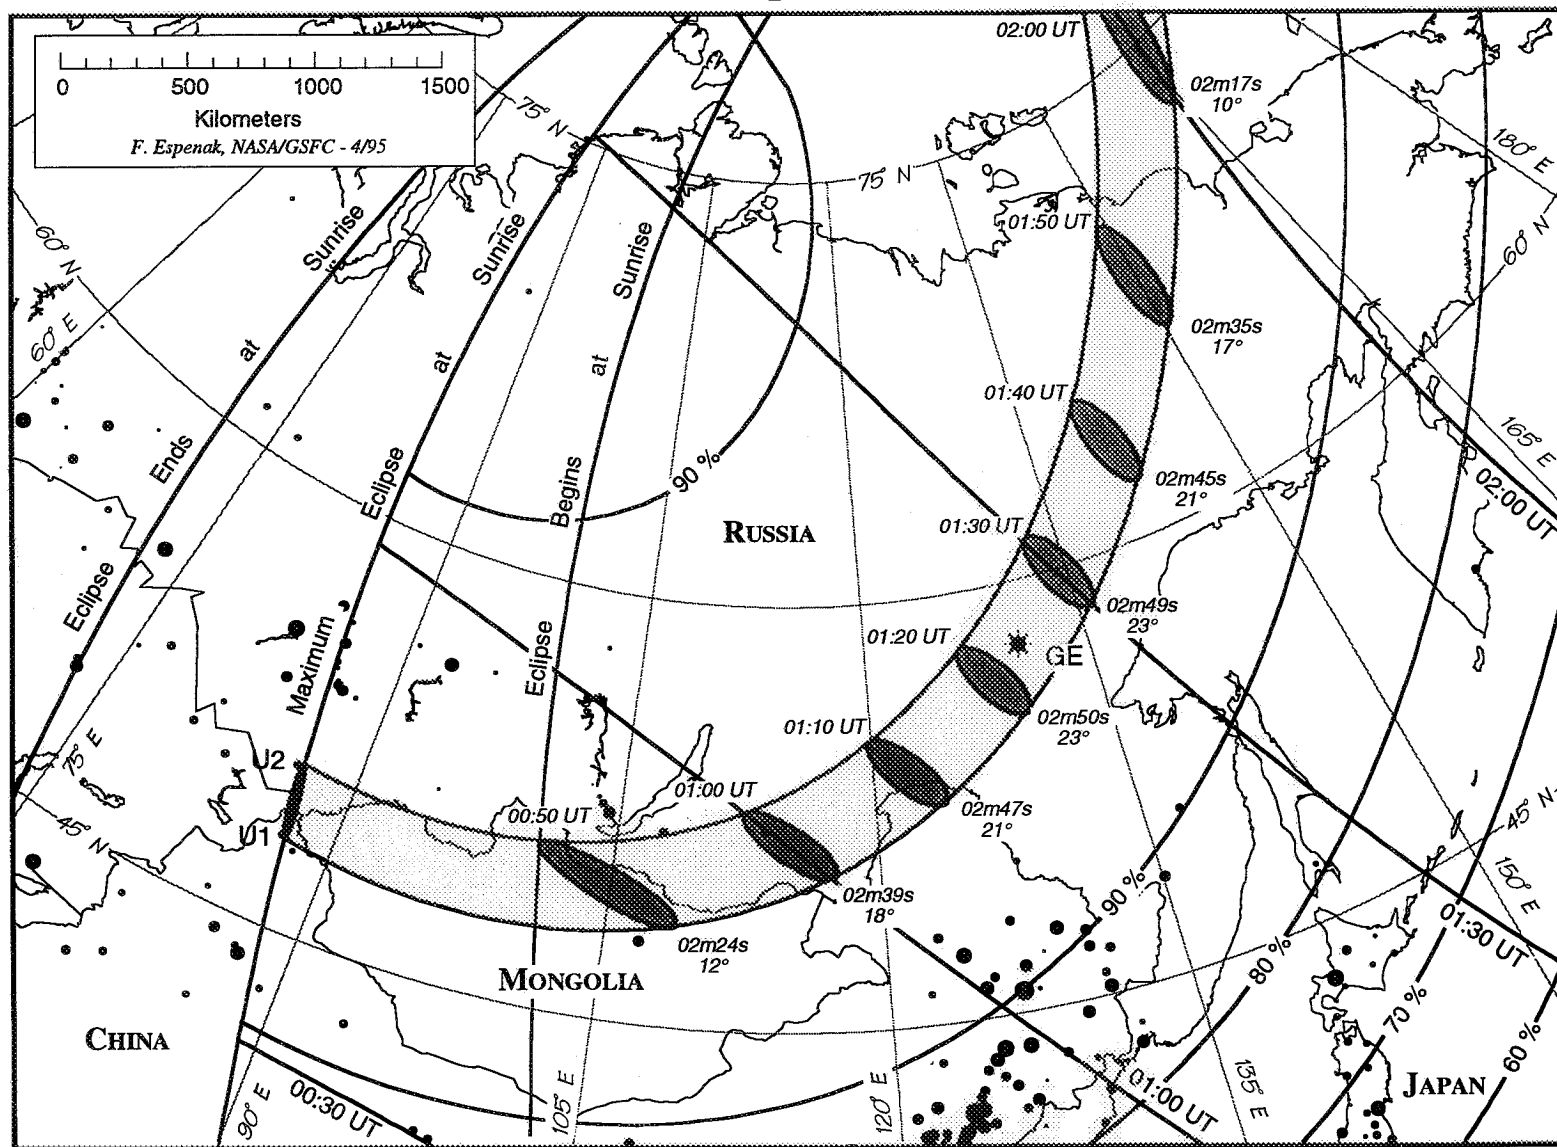 0 500 1000 1500
Kilometers
F. Espenak, NASA/GSFC - 4/95
02:00 UT
02m17s
10°
75° N
75° N
180° E
60° N
60° N
60° E
Eclipse Ends at Sunrise
Maximum Eclipse at Sunrise
Eclipse Begins at Sunrise
01:50 UT
02m35s
17°
01:40 UT
02m45s
21°
165° E
02:00 UT
90 %
RUSSIA
01:30 UT
02m49s
23°
01:20 UT
GE
02m50s
23°
01:10 UT
02m47s
21°
75° E
U2
U1
45° N
45° N
01:00 UT
00:50 UT
02m39s
18°
02m24s
12°
150° E
90 %
80 %
70 %
60 %
01:30 UT
MONGOLIA
CHINA
JAPAN
00:30 UT
01:00 UT
90° E
105° E
120° E
135° E